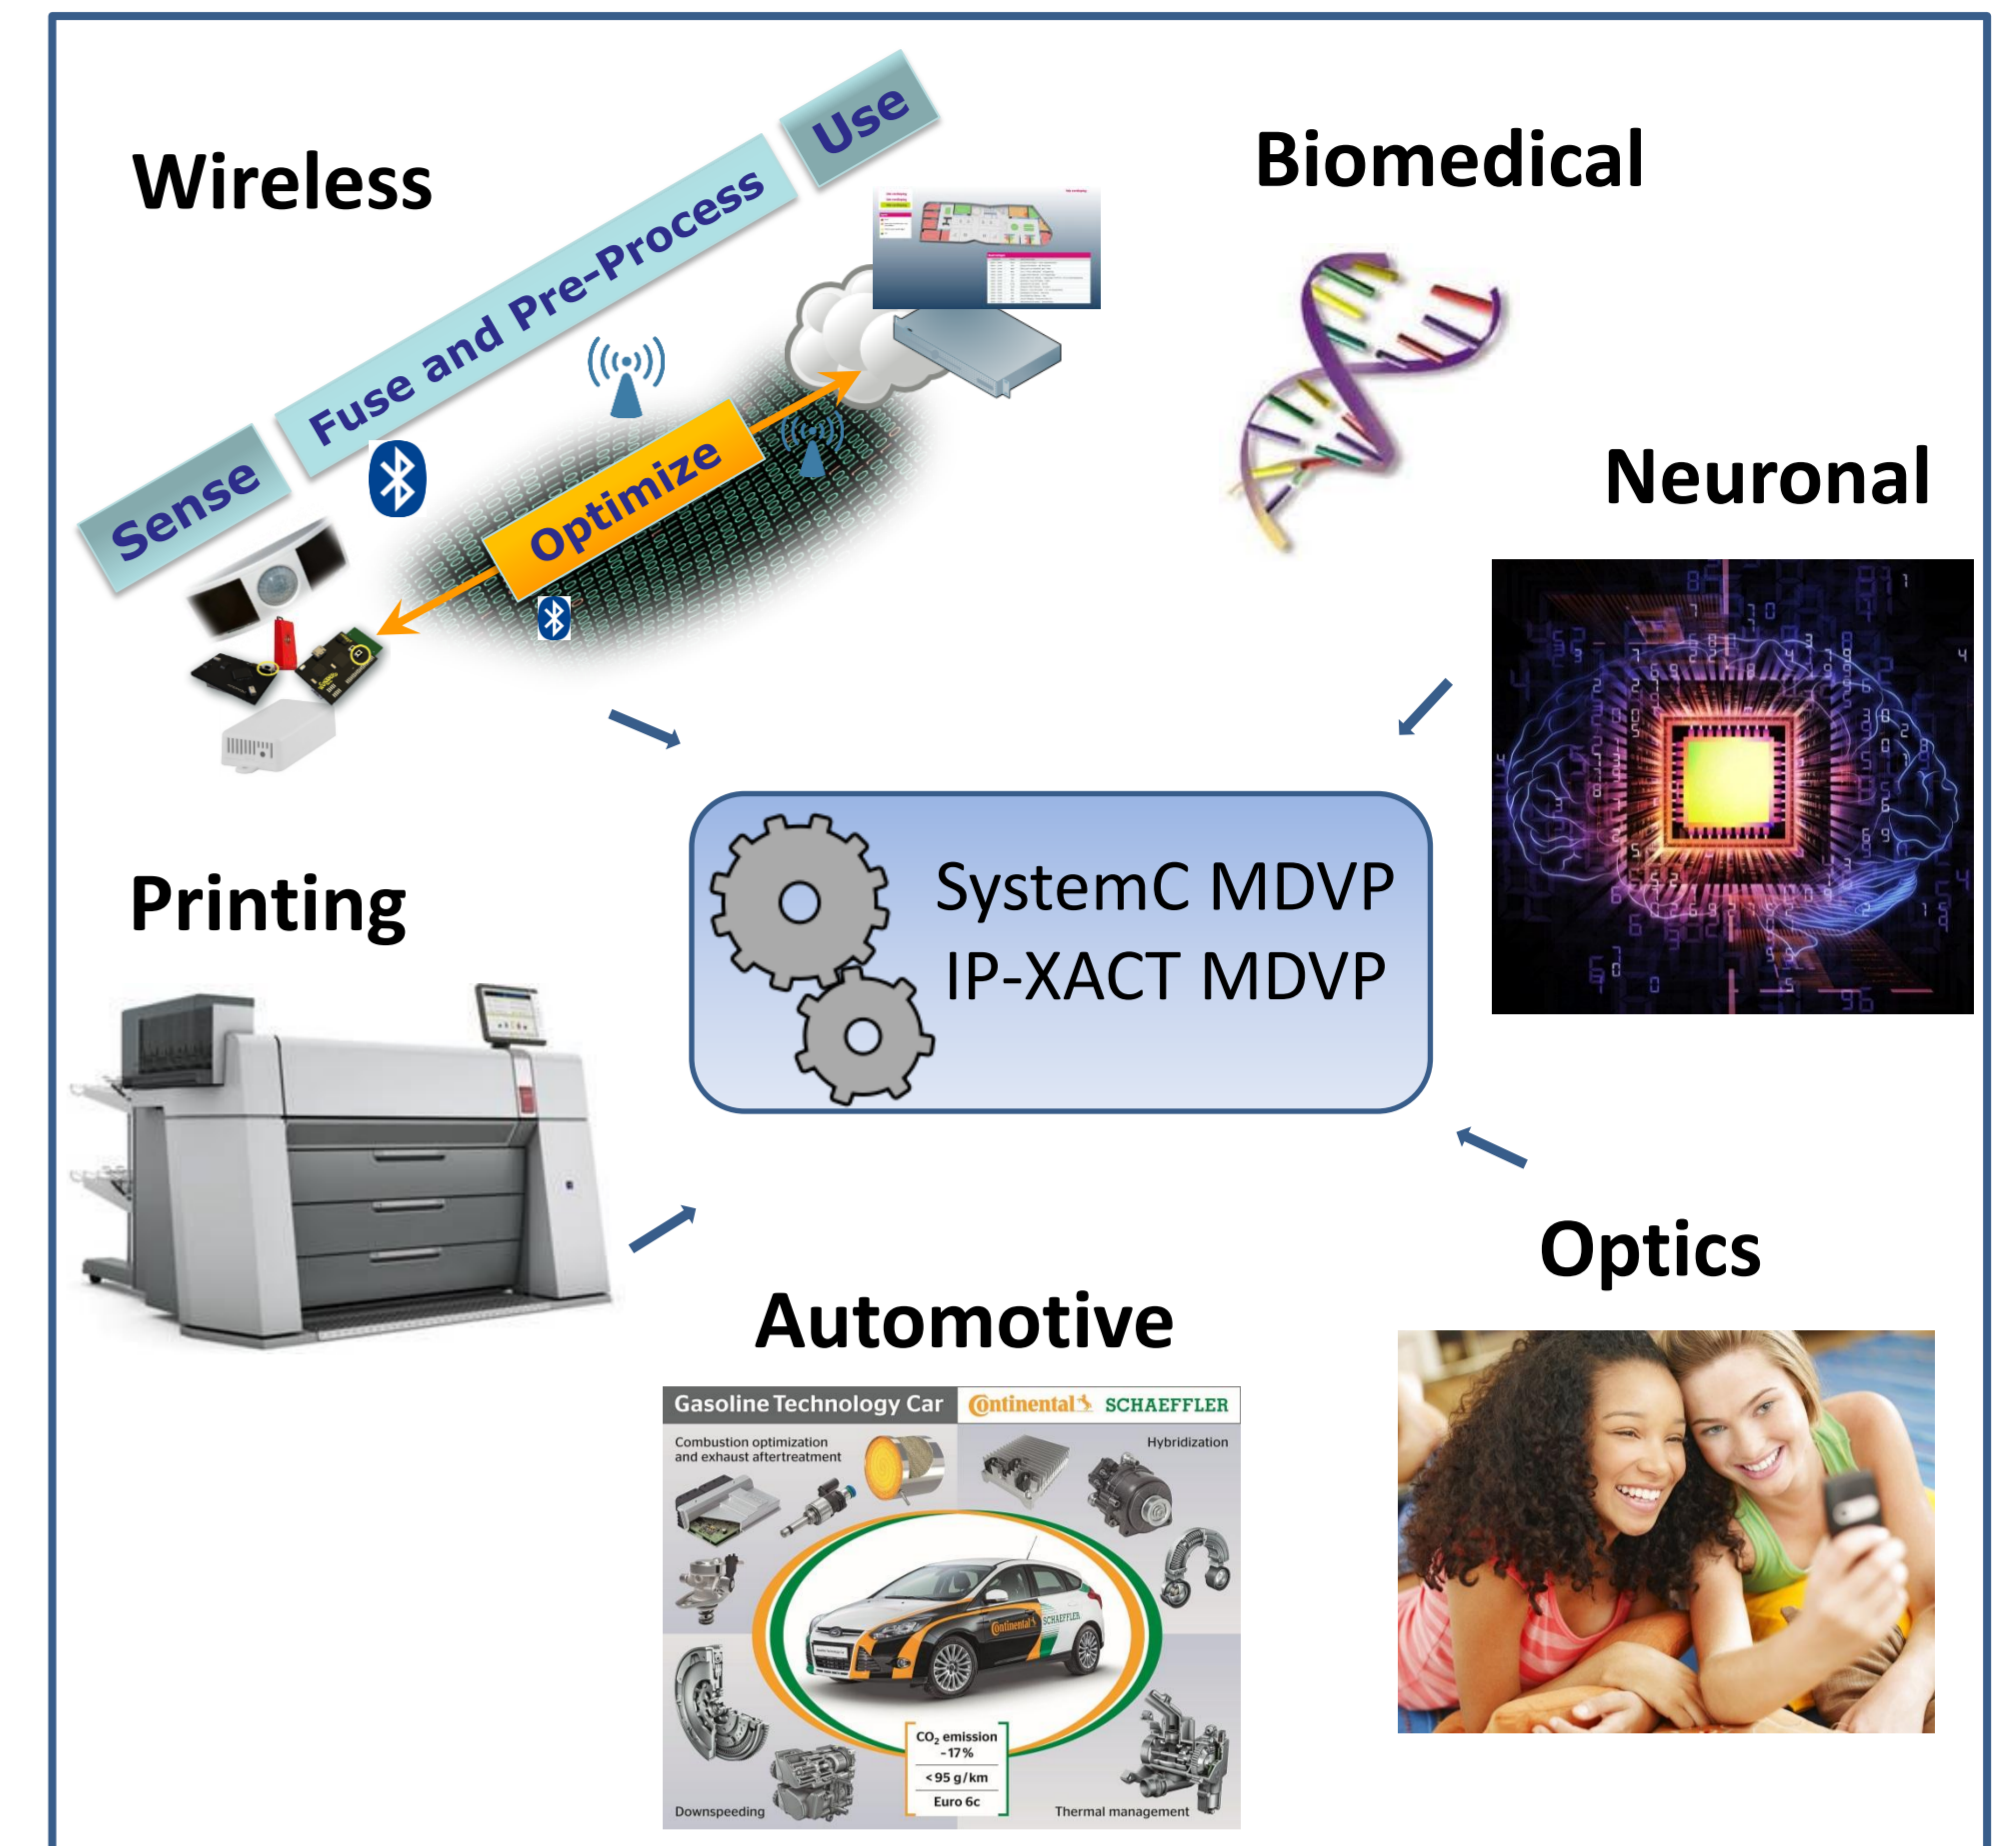 Wireless
Sense
Fuse and Pre-Process
Use
Optimize
Biomedical
Neuronal
SystemC MDVP
IP-XACT MDVP
Printing
Optics
Automotive
Gasoline Technology Car
Continental
SCHAEFFLER
Combustion optimization
and exhaust aftertreatment
Hybridization
Continental
SCHAEFFLER
CO₂ emission
-17%
<95 g/km
Euro 6c
Downspeeding
Thermal management